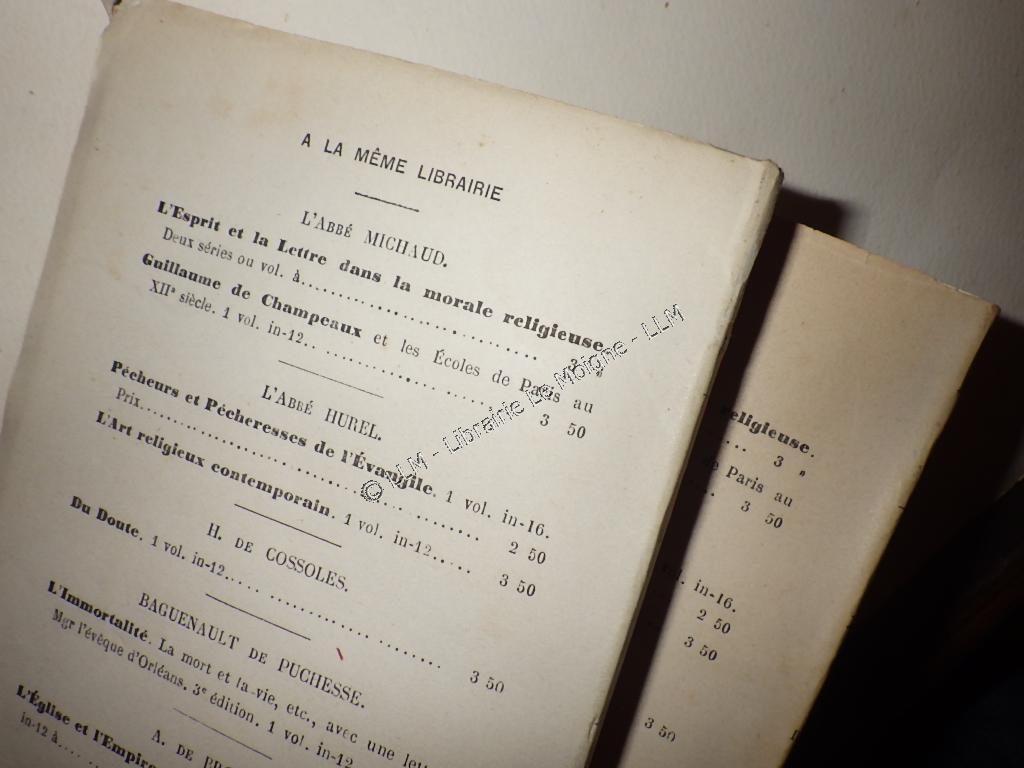 A LA MÊME LIBRAIRIE
L'ABBÉ MICHAUD.
L'Esprit et la Lettre dans la morale religieuse.
Deux séries ou vol. à.................................... 3 "
Guillaume de Champeaux et les Écoles de Paris au
XIIe siècle. 1 vol. in-12.. ........................ 3 50
L'ABBÉ HUREL.
Pécheurs et Pécheresses de l'Évangile. 1 vol. in-16.
Prix............................................ 2 50
L'Art religieux contemporain. 1 vol. in-12..... 3 50
H. DE COSSOLES.
Du Doute. 1 vol. in-12.... ........................ 3 50
BAGUENAULT DE PUCHESSE.
L'Immortalité. La mort et la vie, etc., avec une
Mgr l'évêque d'Orléans. 3e édition. 1 vol. in-12
A. DE
L'Église et l'Empire
in-12 à....
religieuse.
.... 3 "
de Paris au
.... 3 50
in-16.
2 50
3 50
3 50
© LLM - Librairie Le Moigne - LLM